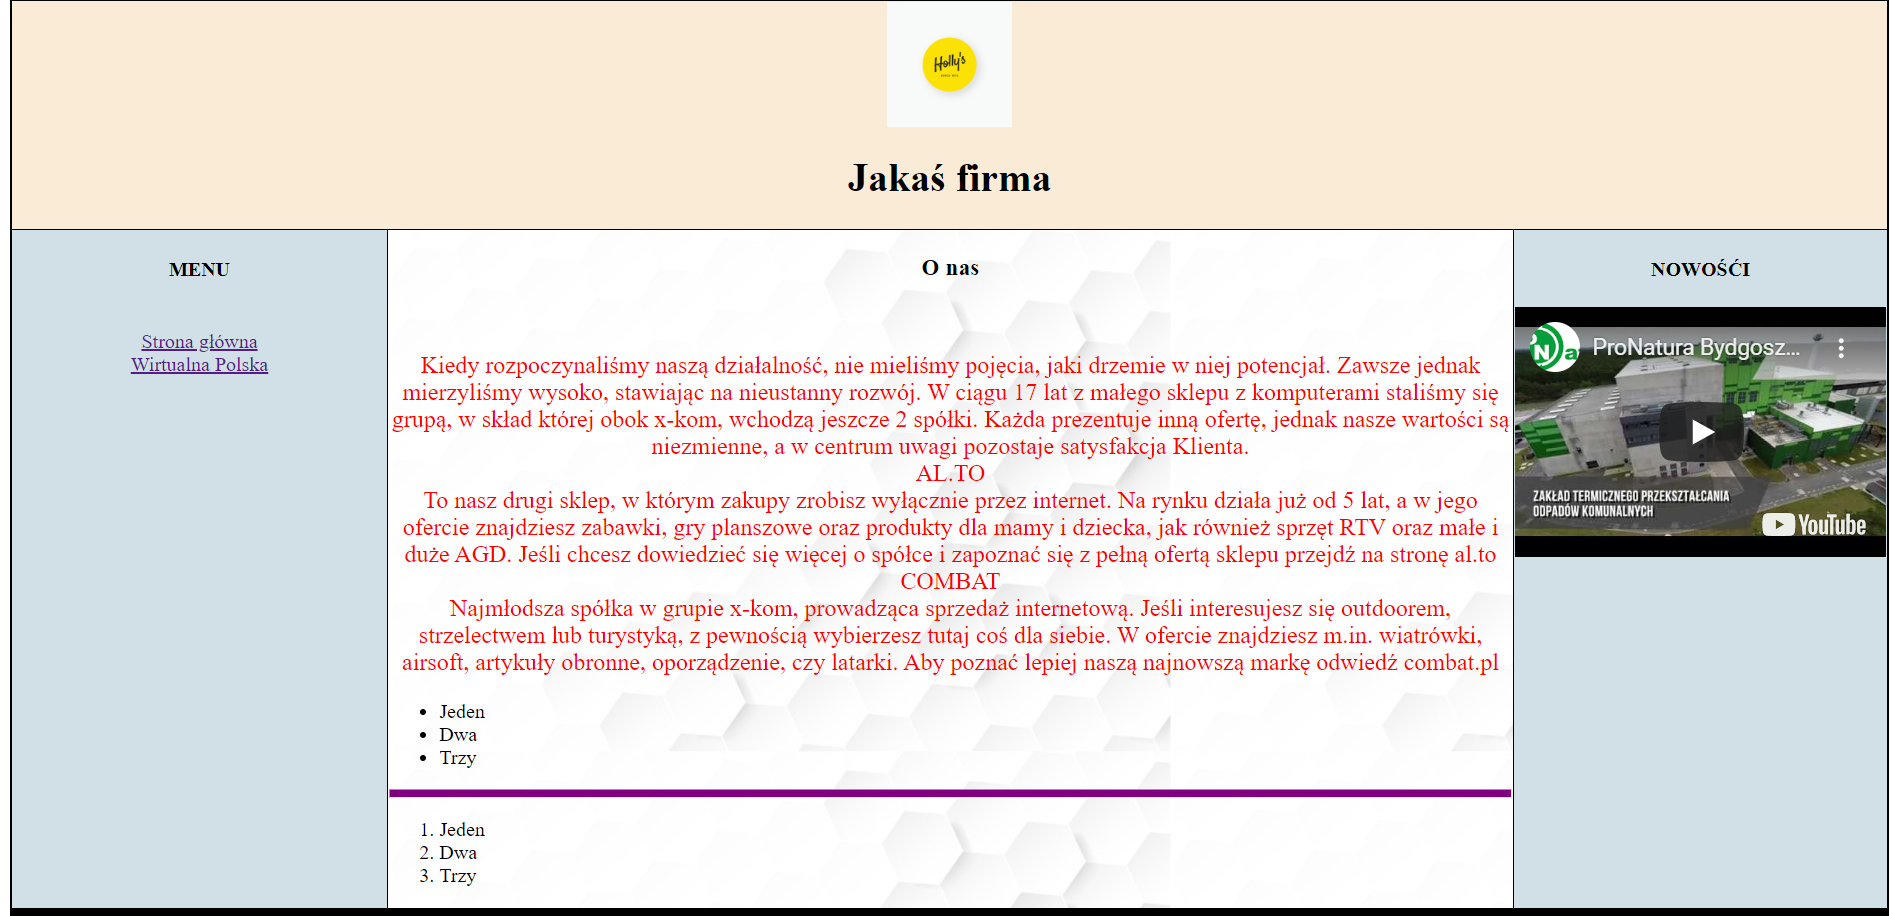 Holly's
Jakaś firma
MENU
Strona główna
Wirtualna Polska
O nas
Kiedy rozpoczynaliśmy naszą działalność, nie mieliśmy pojęcia, jaki drzemie w niej potencjał. Zawsze jednak
mierzyliśmy wysoko, stawiając na nieustanny rozwój. W ciągu 17 lat z małego sklepu z komputerami staliśmy się
grupą, w skład której obok x-kom, wchodzą jeszcze 2 spółki. Każda prezentuje inną ofertę, jednak nasze wartości są
niezmienne, a w centrum uwagi pozostaje satysfakcja Klienta.
AL.TO
To nasz drugi sklep, w którym zakupy zrobisz wyłącznie przez internet. Na rynku działa już od 5 lat, a w jego
ofercie znajdziesz zabawki, gry planszowe oraz produkty dla mamy i dziecka, jak również sprzęt RTV oraz małe i
duże AGD. Jeśli chcesz dowiedzieć się więcej o spółce i zapoznać się z pełną ofertą sklepu przejdź na stronę al.to
COMBAT
Najmłodsza spółka w grupie x-kom, prowadząca sprzedaż internetową. Jeśli interesujesz się outdoorem,
strzelectwem lub turystyką, z pewnością wybierzesz tutaj coś dla siebie. W ofercie znajdziesz m.in. wiatrówki,
airsoft, artykuły obronne, oporządzenie, czy latarki. Aby poznać lepiej naszą najnowszą markę odwiedź combat.pl
• Jeden
• Dwa
• Trzy
1. Jeden
2. Dwa
3. Trzy
NOWOŚĆI
ProNatura Bydgosz...
ZAKŁAD TERMICZNEGO PRZEKSZTAŁCANIA
ODPADÓW KOMUNALNYCH
YouTube